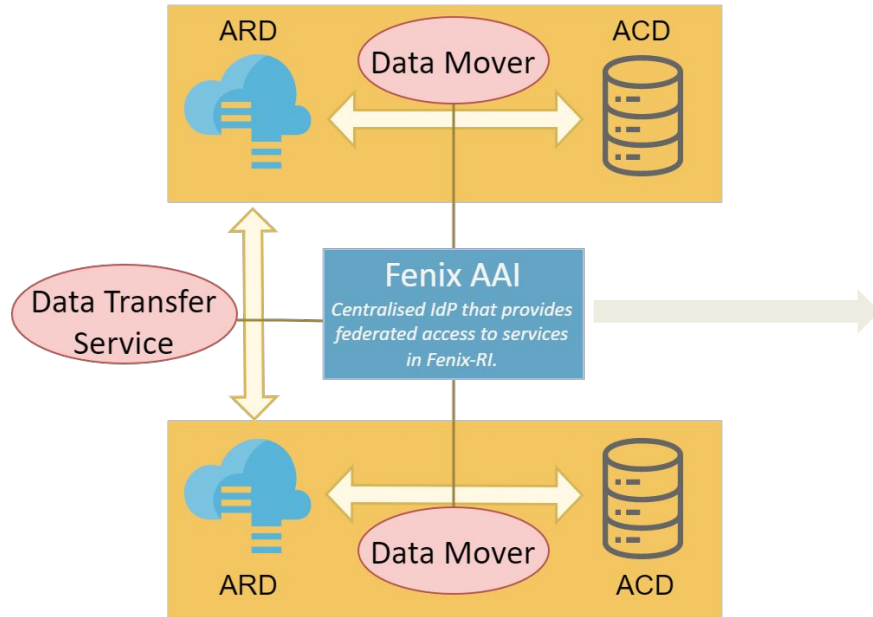 ARD
ACD
Data Mover
Fenix AAI
Centralised IdP that provides
federated access to services
in Fenix-RI.
Data Transfer
Service
Data Mover
ARD
ACD